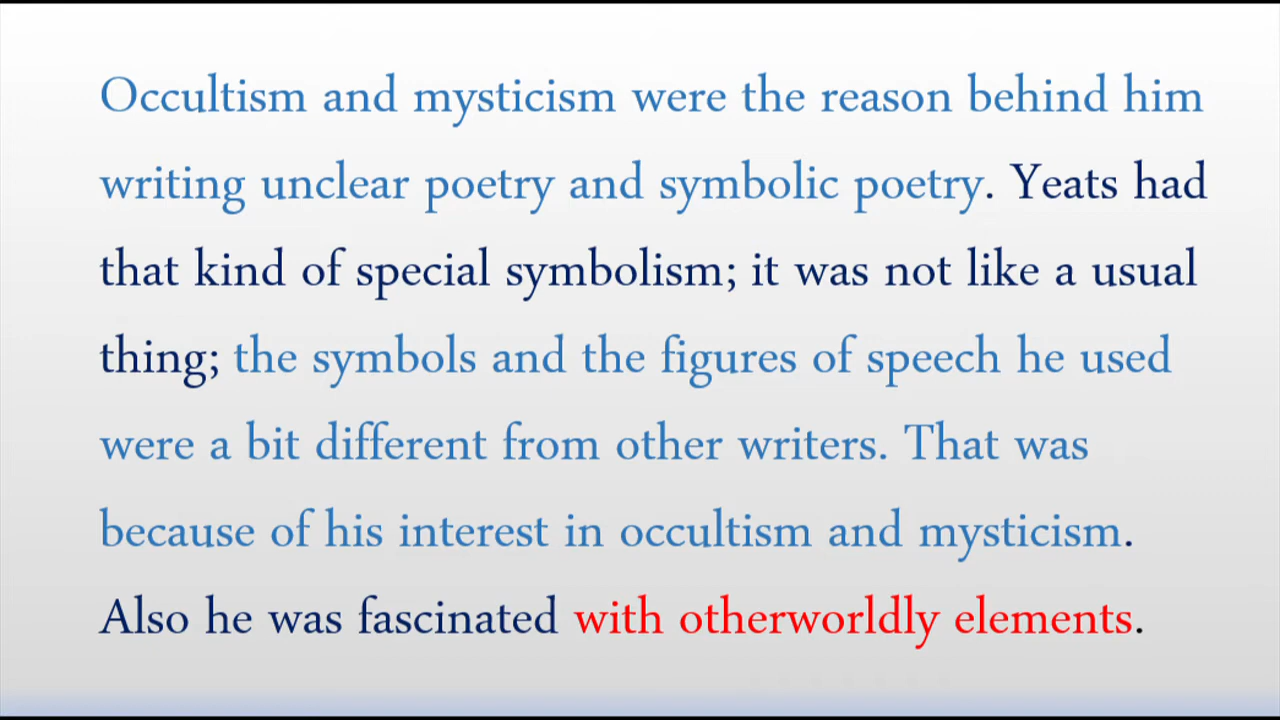 Occultism and mysticism were the reason behind him
writing unclear poetry and symbolic poetry. Yeats had
that kind of special symbolism; it was not like a usual
thing; the symbols and the figures of speech he used
were a bit different from other writers. That was
because of his interest in occultism and mysticism.
Also he was fascinated with otherworldly elements.